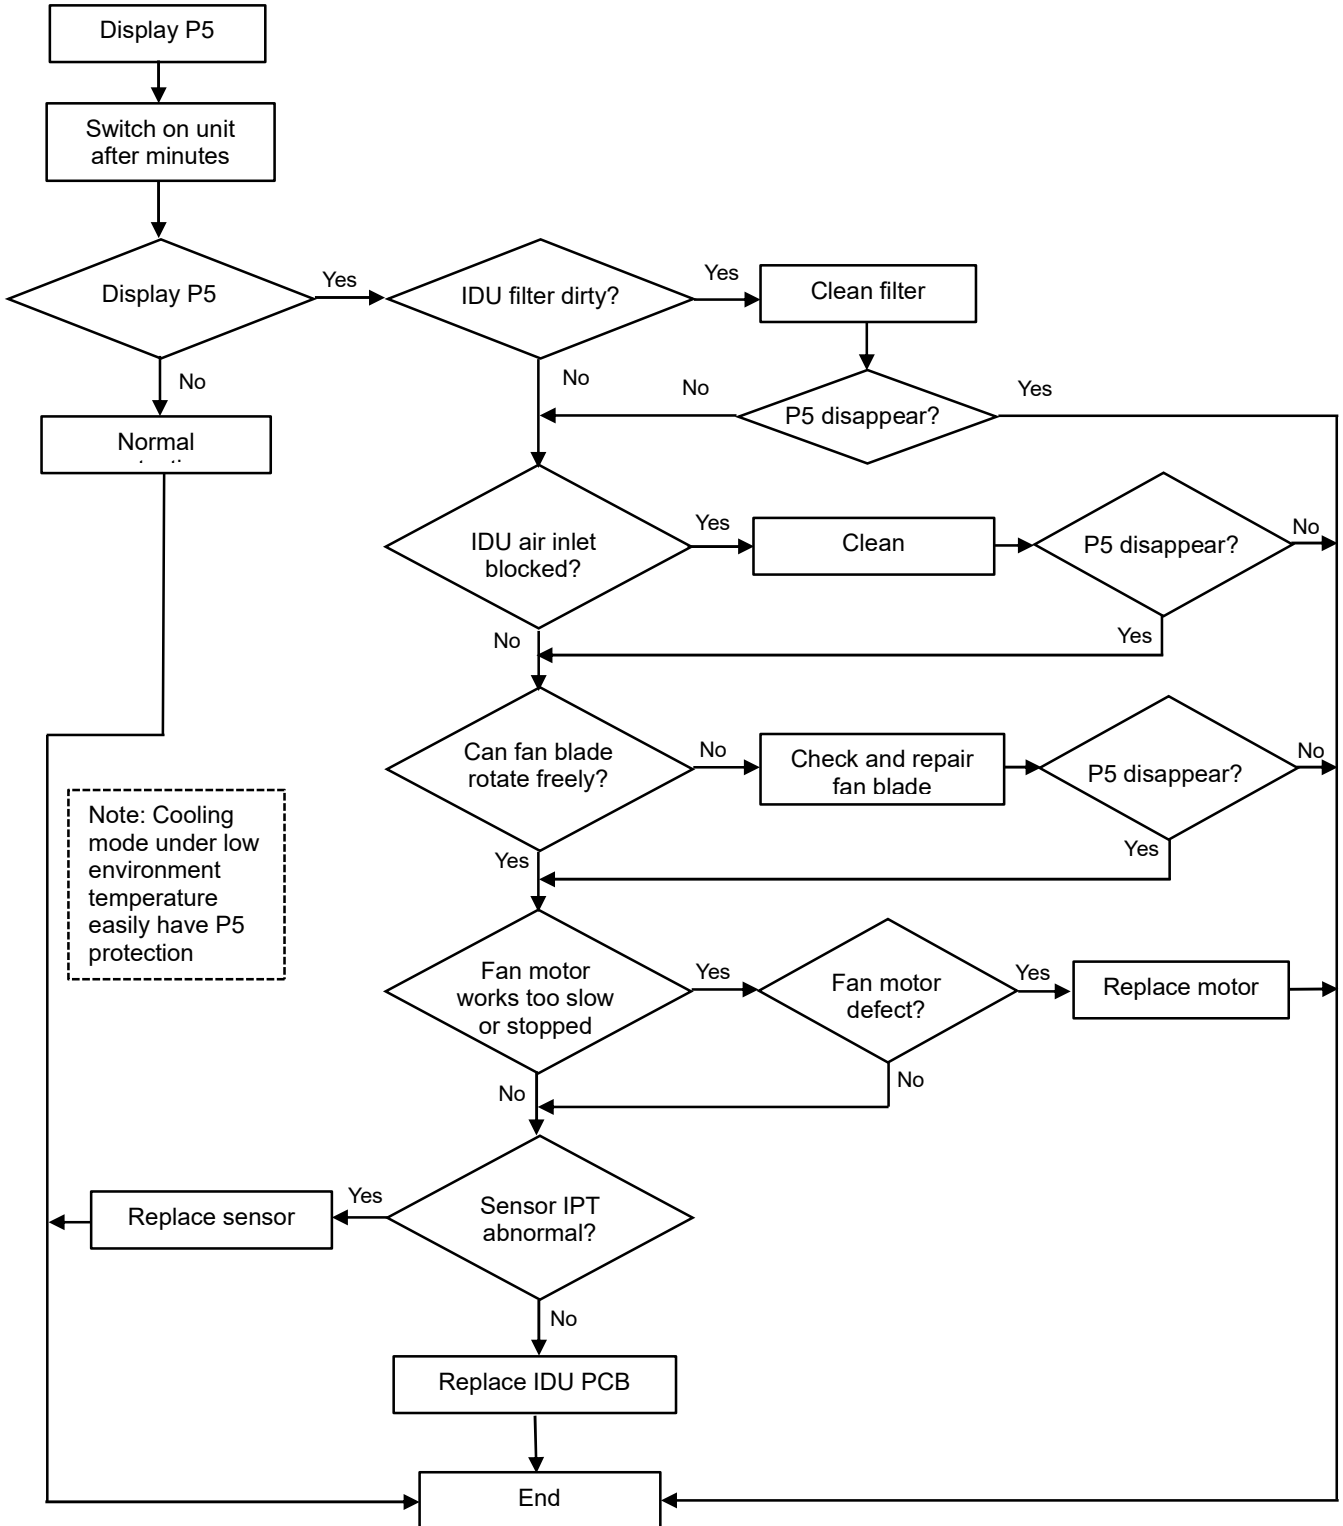 Display P5
Switch on unit
after minutes
Display P5
Yes
IDU filter dirty?
Yes
Clean filter
No
No
No
P5 disappear?
Yes
Normal
IDU air inlet
blocked?
Yes
Clean
P5 disappear?
No
No
Yes
Can fan blade
rotate freely?
No
Check and repair
fan blade
P5 disappear?
No
Yes
Yes
Note: Cooling
mode under low
environment
temperature
easily have P5
protection
Fan motor
works too slow
or stopped
Yes
Fan motor
defect?
Yes
Replace motor
No
No
Sensor IPT
abnormal?
Yes
Replace sensor
No
Replace IDU PCB
End